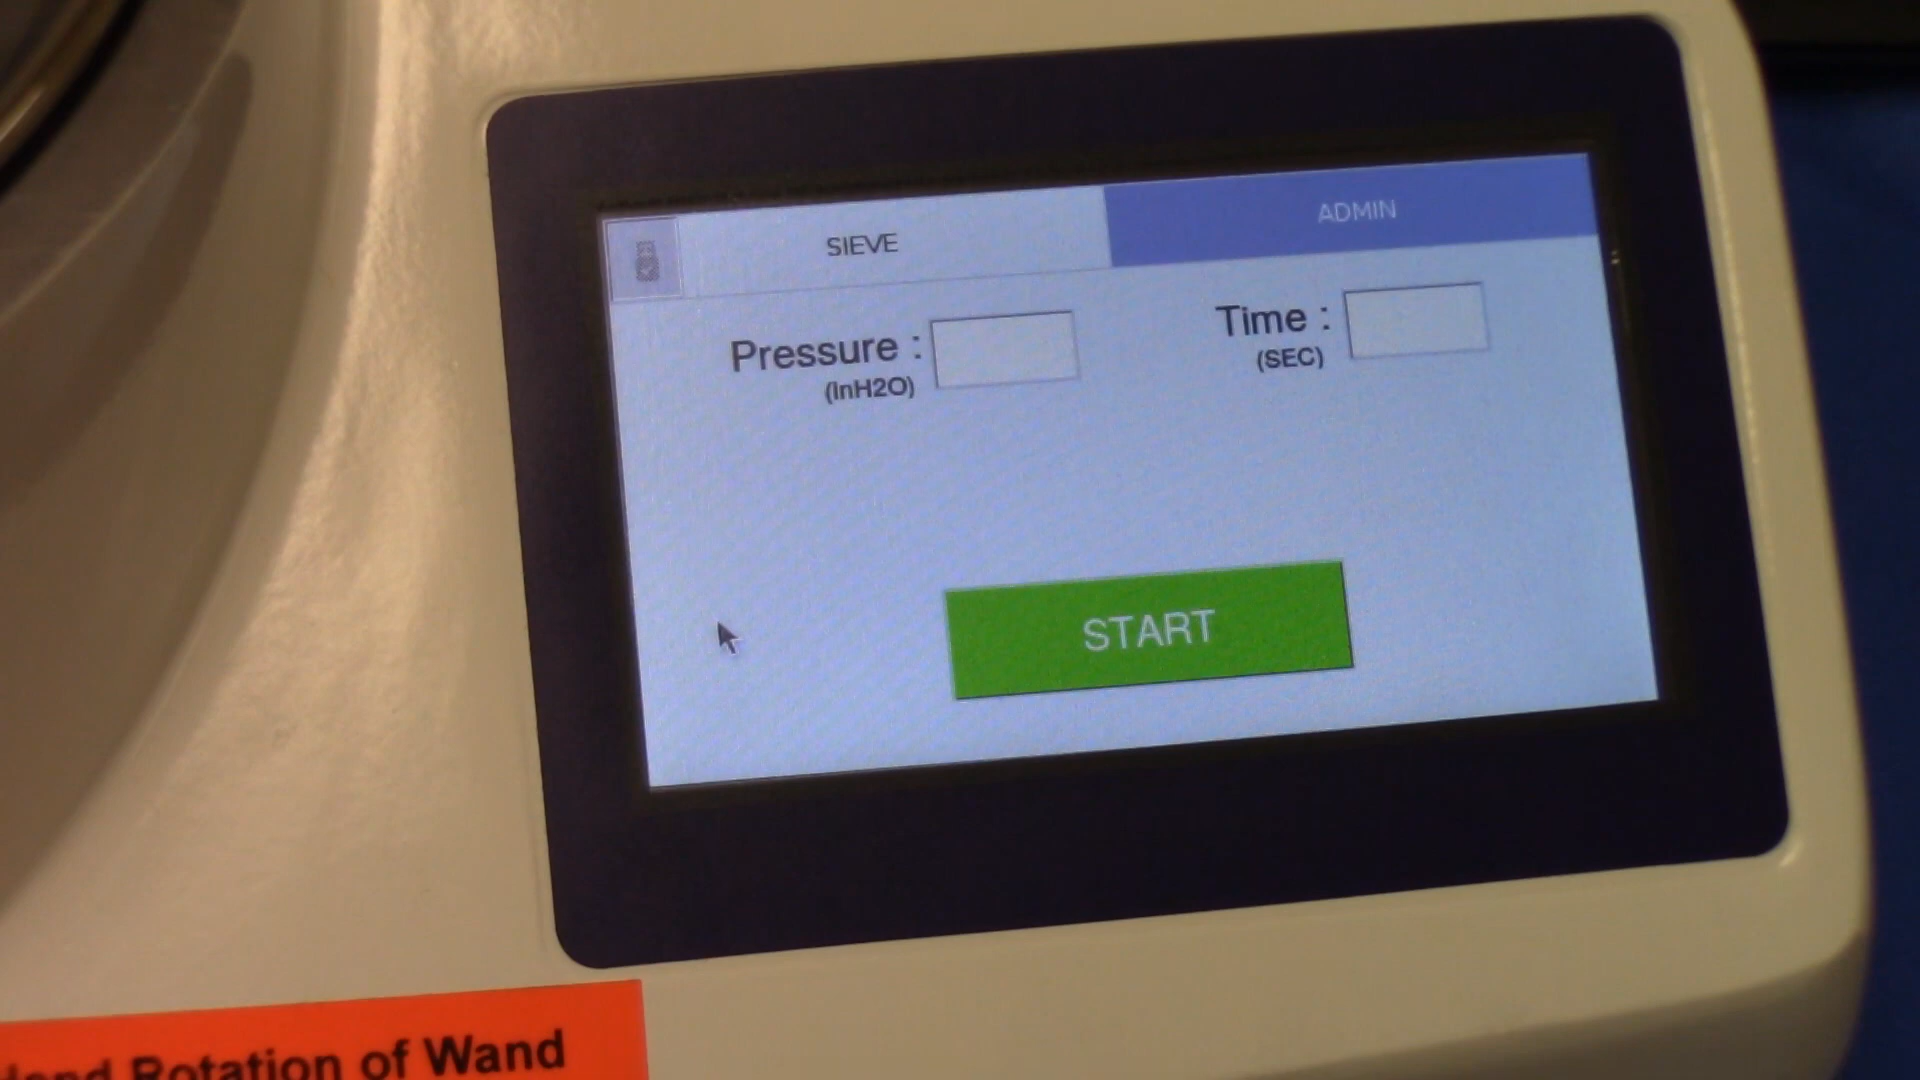 SIEVE
ADMIN
Pressure :
(InH2O)
Time :
(SEC)
START
Rotation of Wand